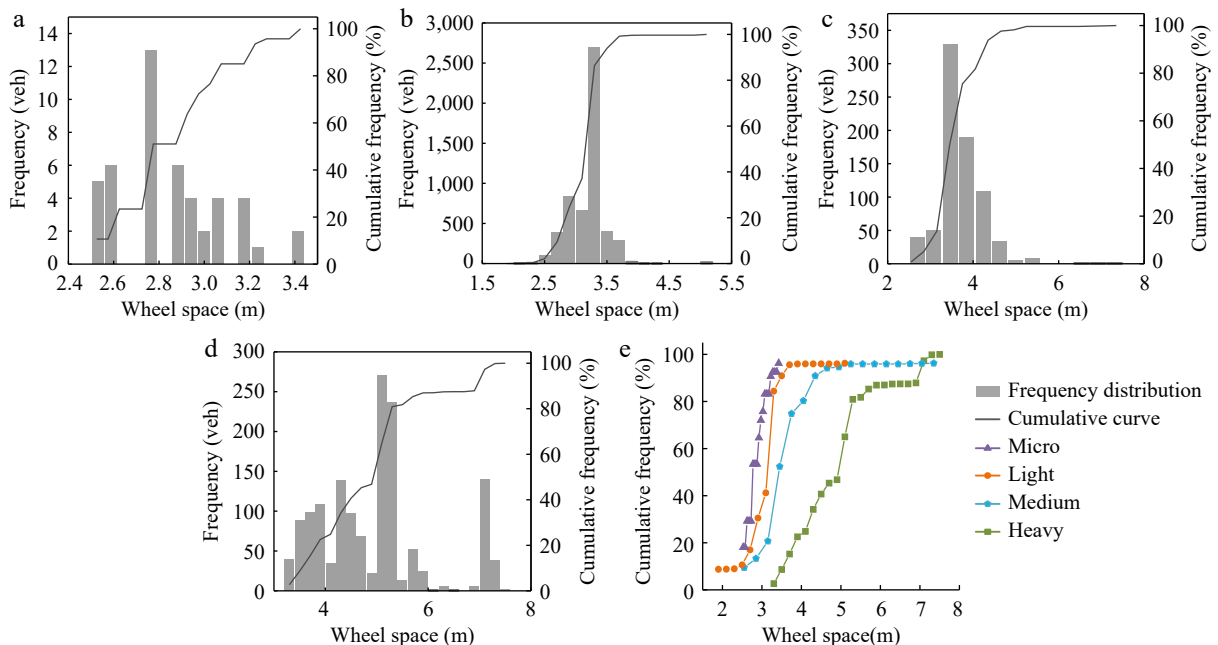 a
14
12
10
8
6
4
2
0
Frequency (veh)
2.4 2.6 2.8 3.0 3.2 3.4
Wheel space (m)
100
80
60
40
20
0
Cumulative frequency (%)
b
3,000
2,500
2,000
1,500
1,000
500
0
Frequency (veh)
1.5 2.5 3.5 4.5 5.5
Wheel space (m)
100
80
60
40
20
0
Cumulative frequency (%)
c
350
300
250
200
150
100
50
0
Frequency (veh)
2 4 6 8
Wheel space (m)
100
80
60
40
20
0
Cumulative frequency (%)
d
300
250
200
150
100
50
0
Frequency (veh)
4 6 8
Wheel space (m)
100
80
60
40
20
0
Cumulative frequency (%)
e
100
80
60
40
20
0
Cumulative frequency (%)
2 3 4 5 6 7 8
Wheel space(m)
Frequency distribution
Cumulative curve
Micro
Light
Medium
Heavy